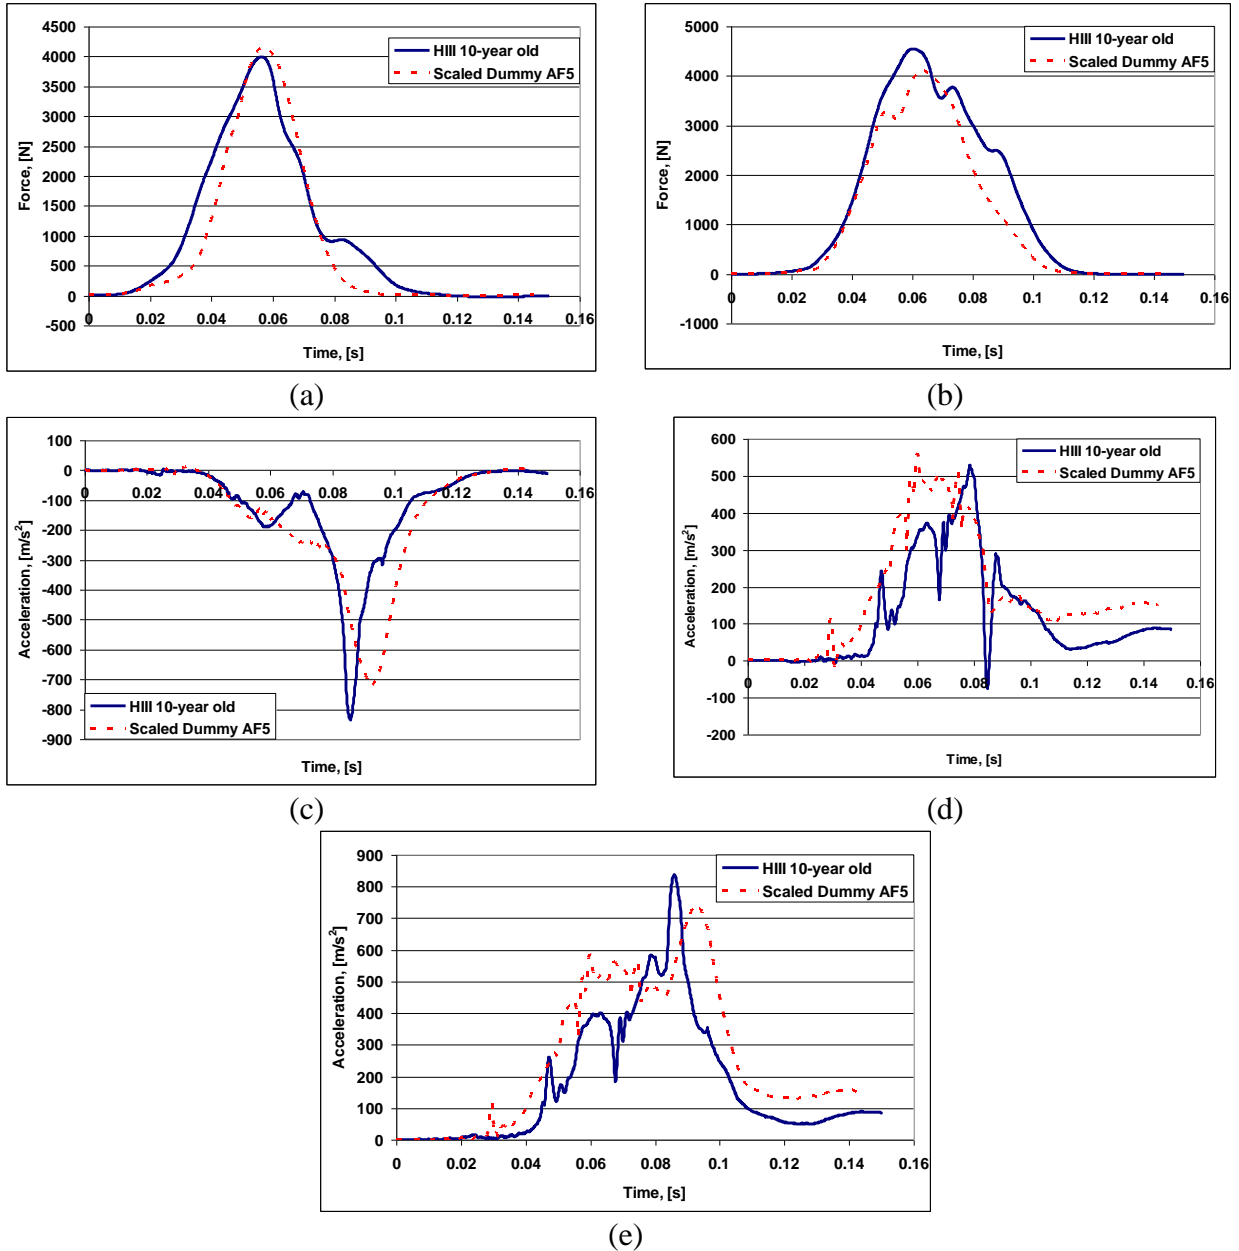 4500
4000
3500
3000
2500
2000
1500
1000
500
0
-500
0 0.02 0.04 0.06 0.08 0.1 0.12 0.14 0.16
Force, [N]
Time, [s]
HIII 10-year old
Scaled Dummy AF5
(a)
5000
4000
3000
2000
1000
0
-1000
0 0.02 0.04 0.06 0.08 0.1 0.12 0.14 0.16
Force, [N]
Time, [s]
HIII 10-year old
Scaled Dummy AF5
(b)
100
0
-100
-200
-300
-400
-500
-600
-700
-800
-900
0 0.02 0.04 0.06 0.08 0.1 0.12 0.14 0.16
Acceleration, [m/s²]
Time, [s]
HIII 10-year old
Scaled Dummy AF5
(c)
600
500
400
300
200
100
0
-100
-200
0 0.02 0.04 0.06 0.08 0.1 0.12 0.14 0.16
Acceleration, [m/s²]
Time, [s]
HIII 10-year old
Scaled Dummy AF5
(d)
900
800
700
600
500
400
300
200
100
0
0 0.02 0.04 0.06 0.08 0.1 0.12 0.14 0.16
Acceleration, [m/s²]
Time, [s]
HIII 10-year old
Scaled Dummy AF5
(e)